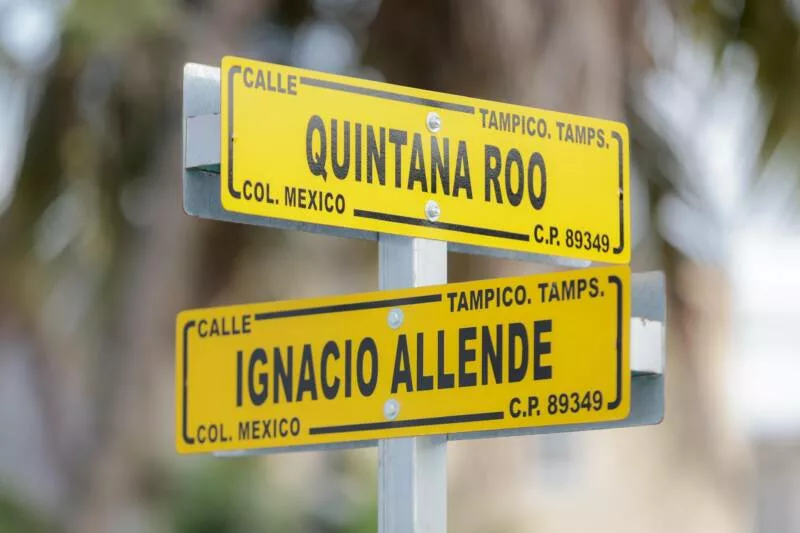 CALLE
TAMPICO. TAMPS.
QUINTANA ROO
COL. MEXICO
C.P. 89349
CALLE
TAMPICO. TAMPS.
IGNACIO ALLENDE
COL. MEXICO
C.P. 89349